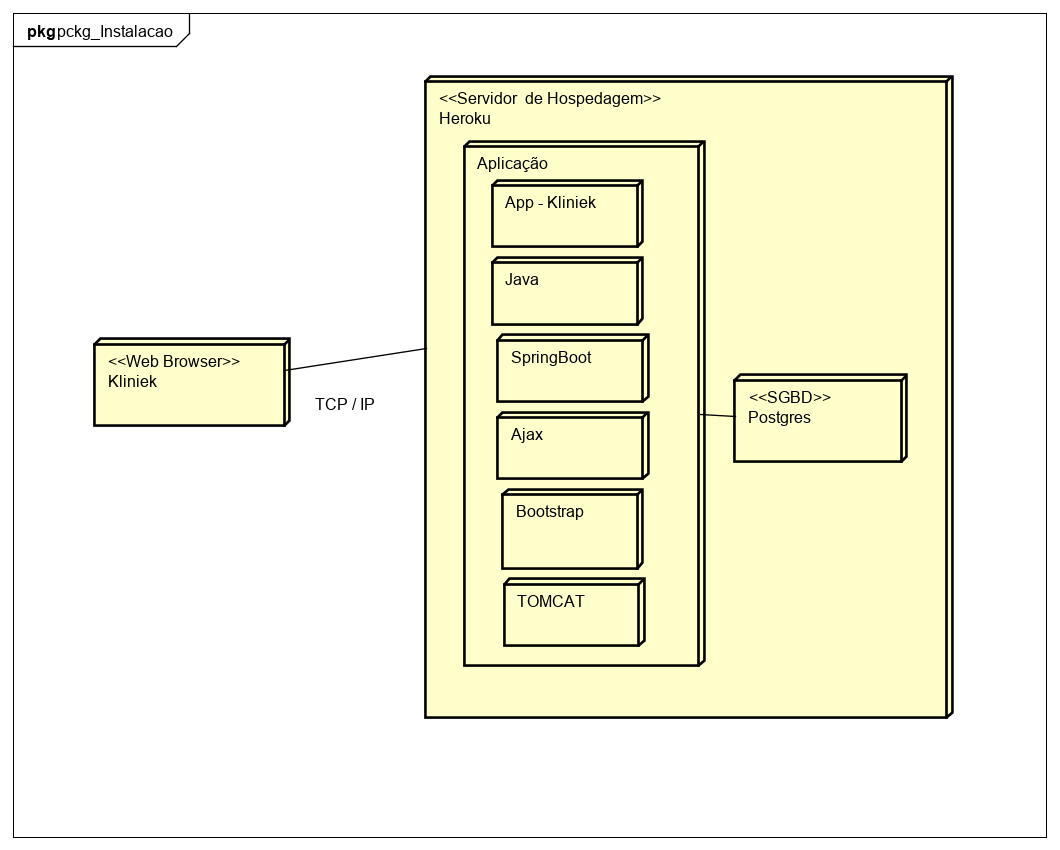 pkg pckg_Instalacao
<<Servidor de Hospedagem>>
Heroku
Aplicação
App - Kliniek
Java
SpringBoot
Ajax
Bootstrap
TOMCAT
<<Web Browser>>
Kliniek
TCP / IP
<<SGBD>>
Postgres